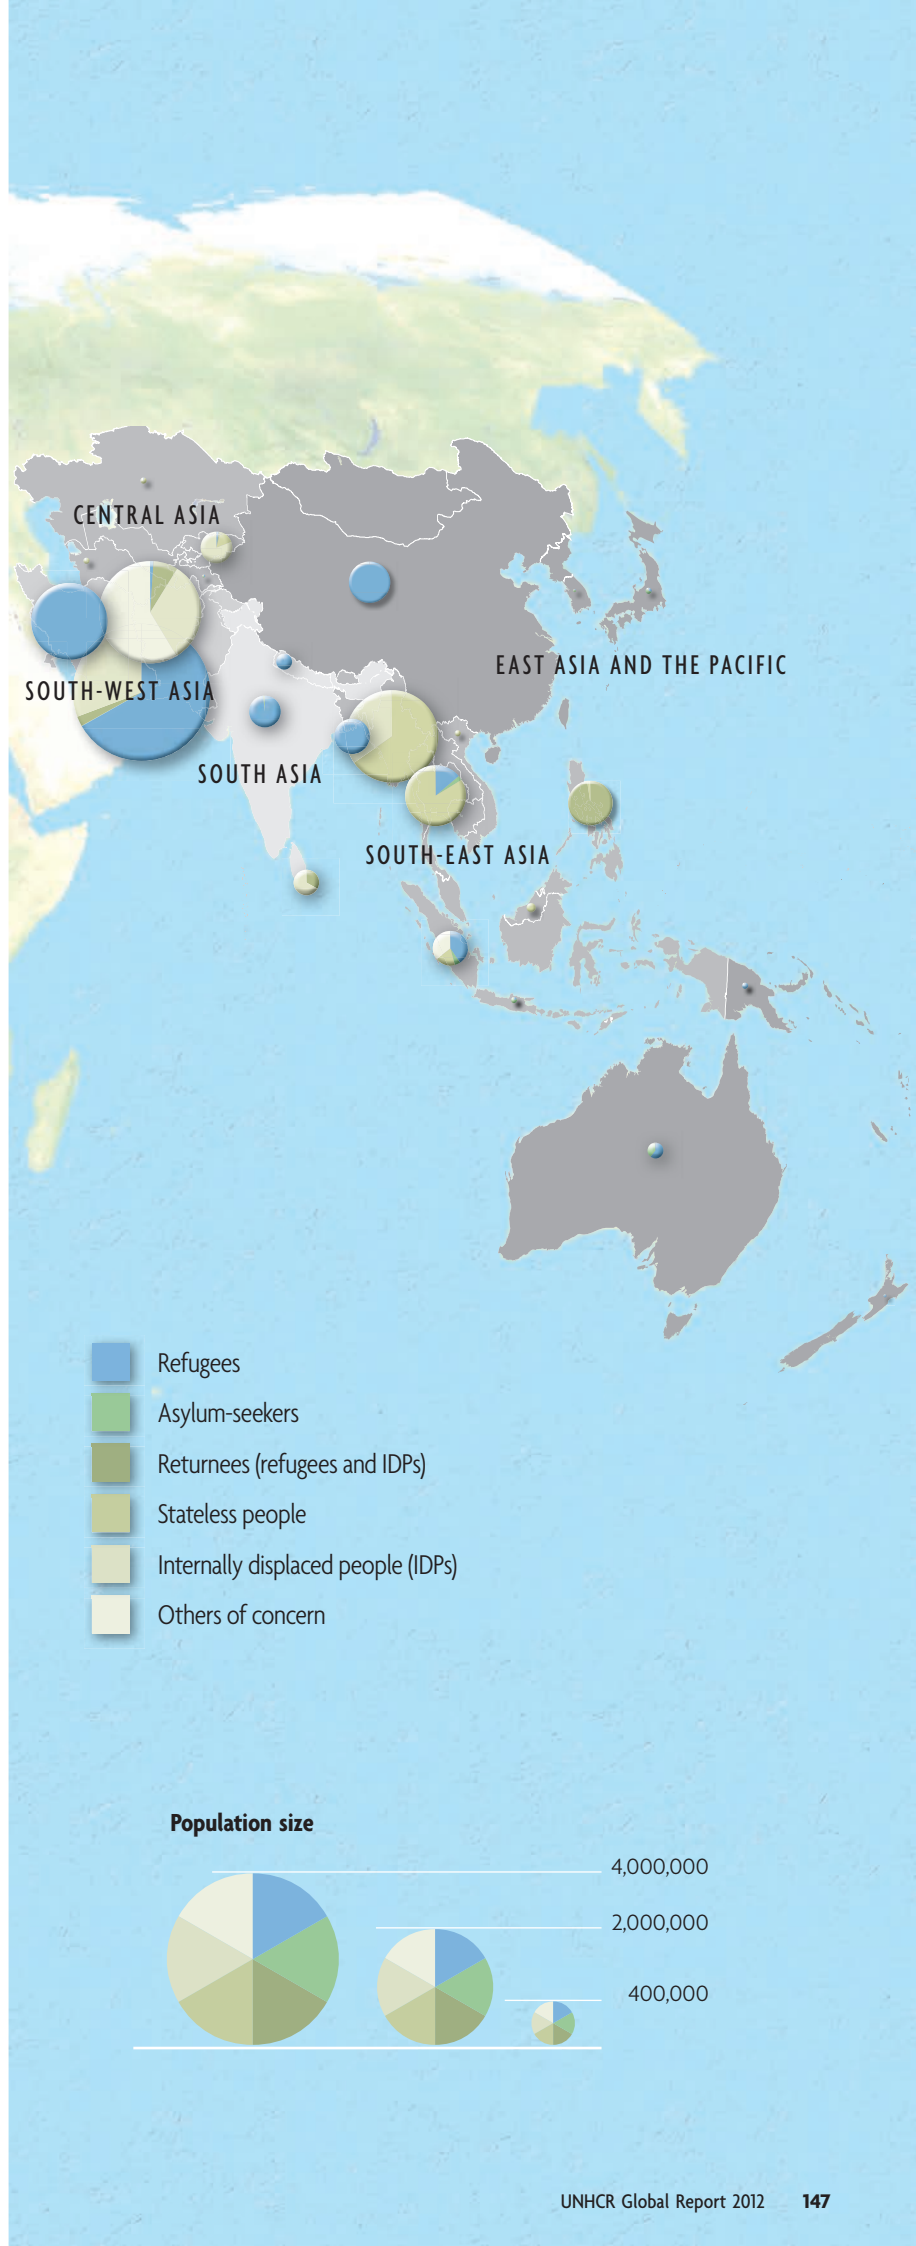 CENTRAL ASIA
EAST ASIA AND THE PACIFIC
SOUTH-WEST ASIA
SOUTH ASIA
SOUTH-EAST ASIA
Refugees
Asylum-seekers
Returnees (refugees and IDPs)
Stateless people
Internally displaced people (IDPs)
Others of concern
Population size
4,000,000
2,000,000
400,000
UNHCR Global Report 2012 147